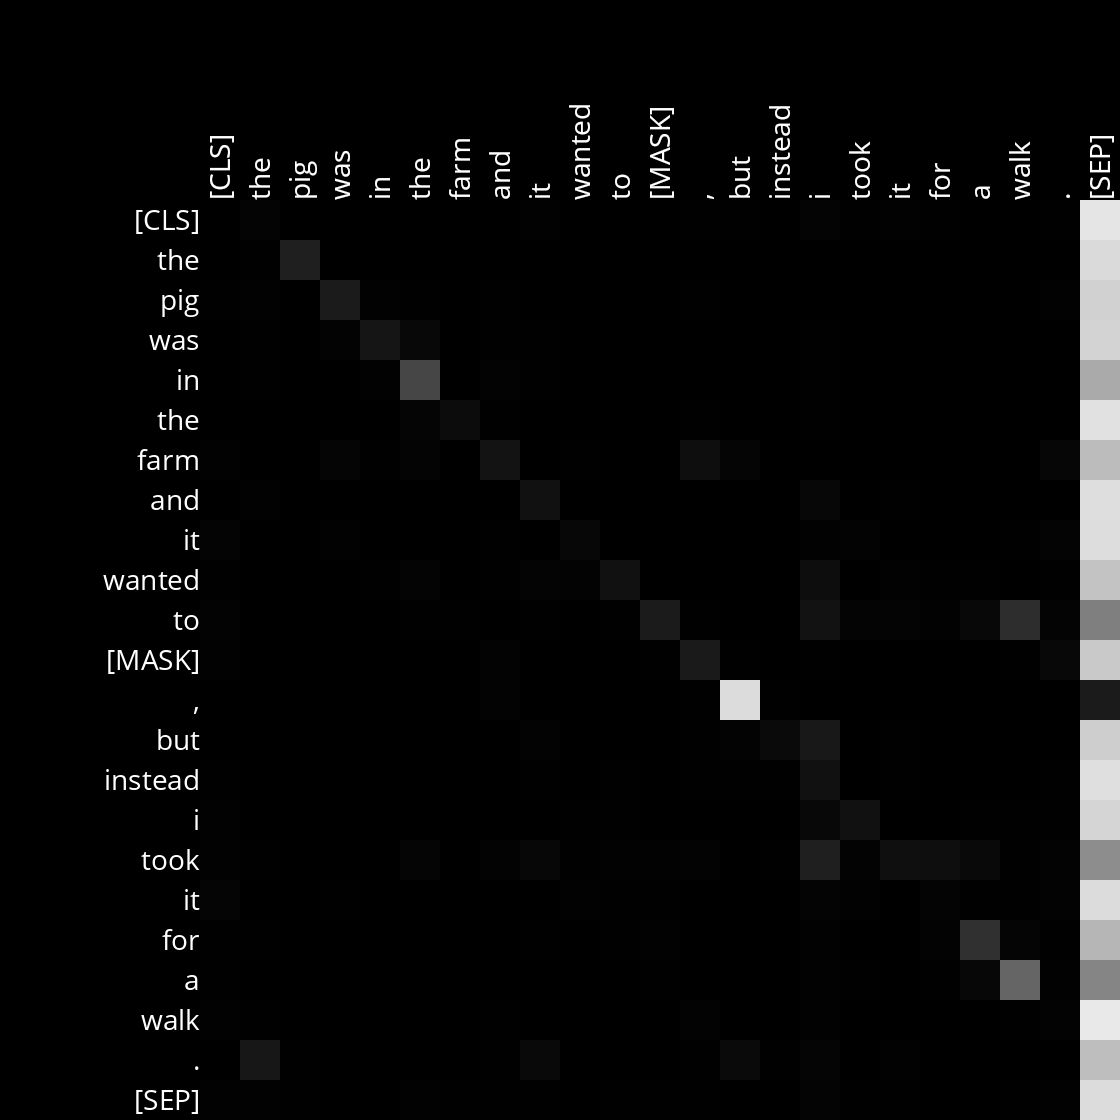 [CLS] the pig was in the farm and it wanted to [MASK] , but instead i took it for a walk . [SEP]
[CLS]
the
pig
was
in
the
farm
and
it
wanted
to
[MASK]
,
but
instead
i
took
it
for
a
walk
.
[SEP]